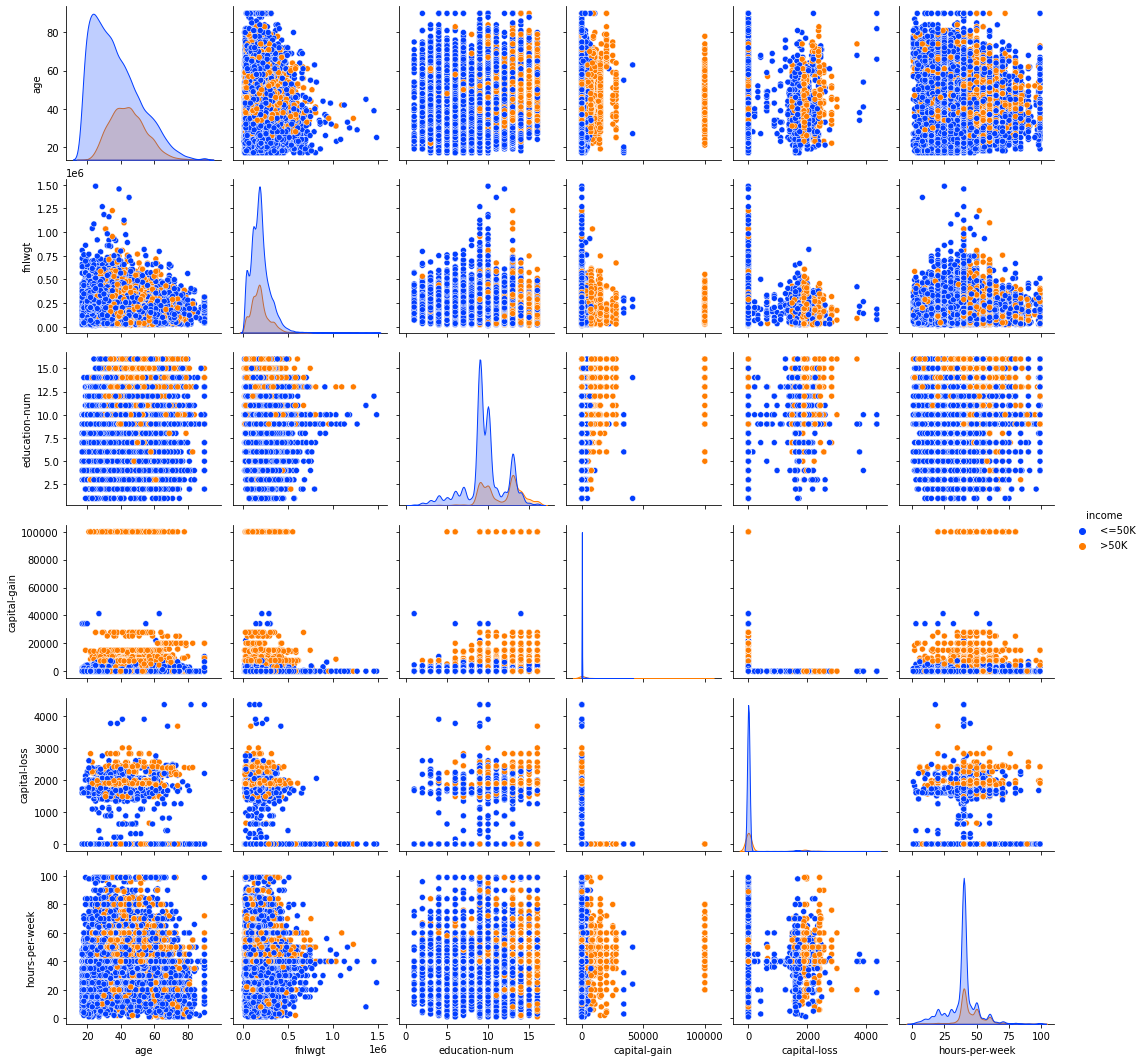 80
60
40
20
age
1e6
1.50
1.25
1.00
0.75
0.50
0.25
0.00
fnlwgt
15.0
12.5
10.0
7.5
5.0
2.5
education-num
income
<=50K
>50K
100000
80000
60000
40000
20000
0
capital-gain
4000
3000
2000
1000
0
capital-loss
100
80
60
40
20
0
hours-per-week
20 40 60 80
0.0 0.5 1.0 1.5
0 5 10 15
0 50000 100000
0 2000 4000
0 25 50 75 100
1e6
age fnlwgt education-num capital-gain capital-loss hours-per-week